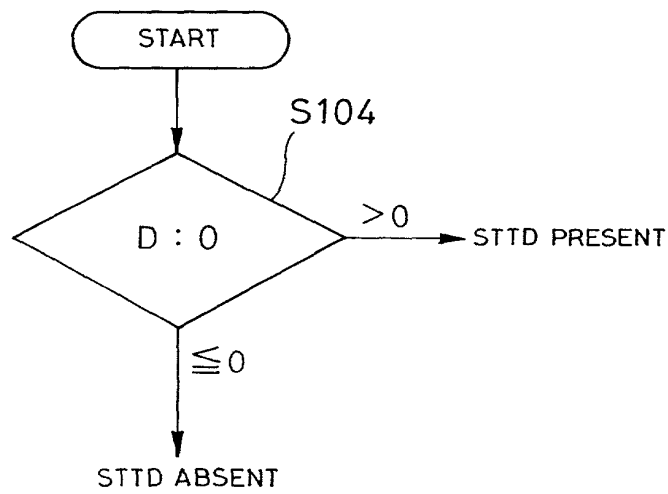 START
S104
D : 0
>0
STTD PRESENT
≦0
STTD ABSENT